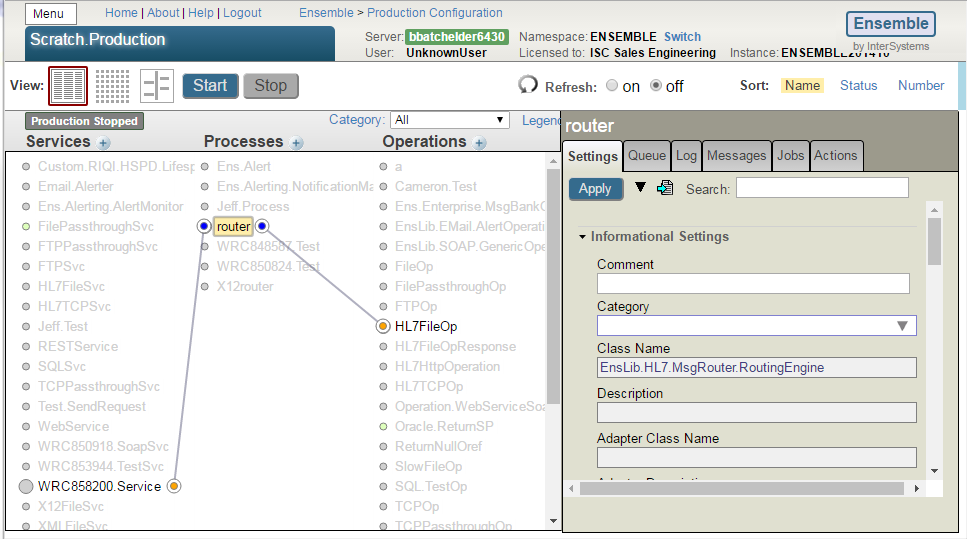 Menu
Home | About | Help | Logout
Ensemble > Production Configuration
Scratch.Production
Server: bbatchelder6430 Namespace: ENSEMBLE Switch
User: UnknownUser Licensed to: ISC Sales Engineering Instance:
Ensemble
by InterSystems
View:
Start
Stop
Refresh: on off
Sort: Name Status Number
Production Stopped
Category: All
Legend
Services
Processes
Operations
Custom.RIQI.HSPD.Lifesp
Email.Alerter
Ens.Alerting.AlertMonitor
FilePassthroughSvc
FTPPassthroughSvc
FTPSvc
HL7FileSvc
HL7TCPSvc
Jeff.Test
RESTService
SQLSvc
TCPPassthroughSvc
Test.SendRequest
WebService
WRC850918.SoapSvc
WRC853944.TestSvc
WRC858200.Service
X12FileSvc
XMLFileSvc
Ens.Alert
Ens.Alerting.NotificationMa
Jeff.Process
router
WRC848587.Test
WRC850824.Test
X12router
a
Cameron.Test
Ens.Enterprise.MsgBankO
EnsLib.EMail.AlertOperati
EnsLib.SOAP.GenericOpe
FileOp
FilePassthroughOp
FTPOp
HL7FileOp
HL7FileOpResponse
HL7HttpOperation
HL7TCPOp
Operation.WebServiceSoa
Oracle.ReturnSP
ReturnNullOref
SlowFileOp
SQL.TestOp
TCPOp
TCPPassthroughOp
router
Settings
Queue
Log
Messages
Jobs
Actions
Apply
Search:
Informational Settings
Comment
Category
Class Name
EnsLib.HL7.MsgRouter.RoutingEngine
Description
Adapter Class Name